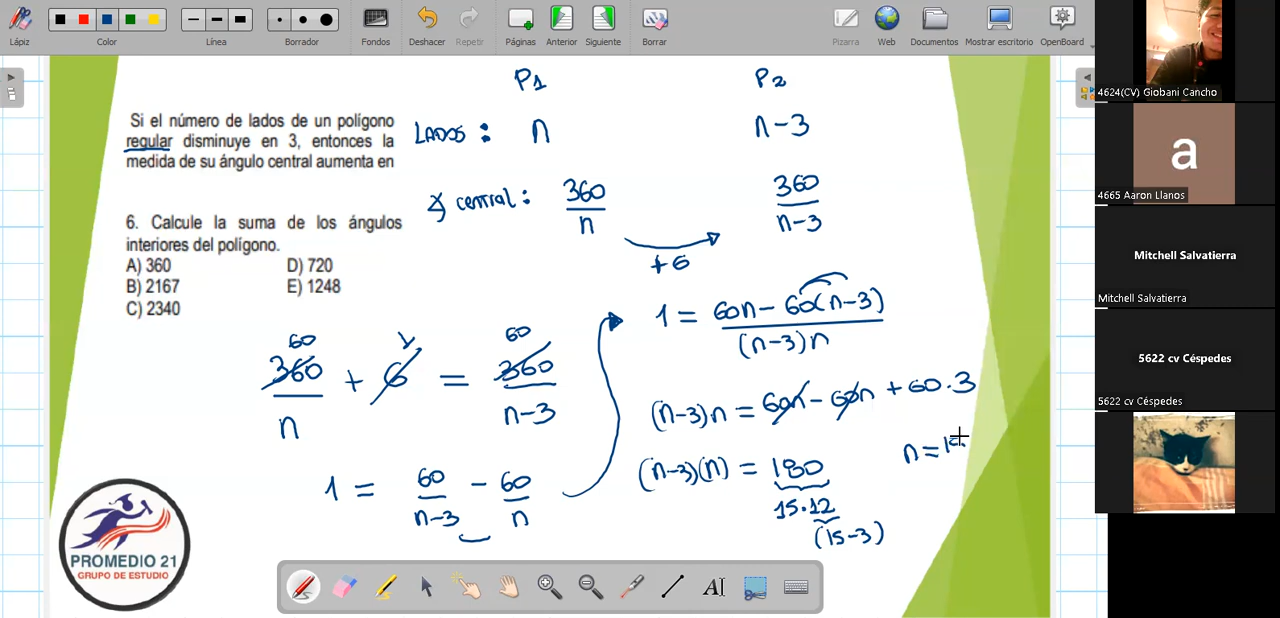 Lápiz
Color
Línea
Borrador
Fondos
Deshacer
Repetir
Páginas
Anterior
Siguiente
Borrar
Pizarra
Web
Documentos
Mostrar escritorio
OpenBoard
P1
P2
Si el número de lados de un polígono
regular disminuye en 3, entonces la
medida de su ángulo central aumenta en
6. Calcule la suma de los ángulos
interiores del polígono.
A) 360
D) 720
B) 2167
E) 1248
C) 2340
LADOS : n
n-3
∡ central : 360/n
360/(n-3)
+6
60 1 60
360/n + 6 = 360/(n-3)
1 = 60/(n-3) - 60/n
1 = (60n - 60(n-3))/((n-3)n)
(n-3)n = 60n - 60n + 60.3
(n-3)(n) = 180
15.12
(15-3)
n=
PROMEDIO 21
GRUPO DE ESTUDIO
AI
4624(CV) Giobani Cancho
a
4665 Aaron Llanos
Mitchell Salvatierra
Mitchell Salvatierra
5622 cv Céspedes
5622 cv Céspedes